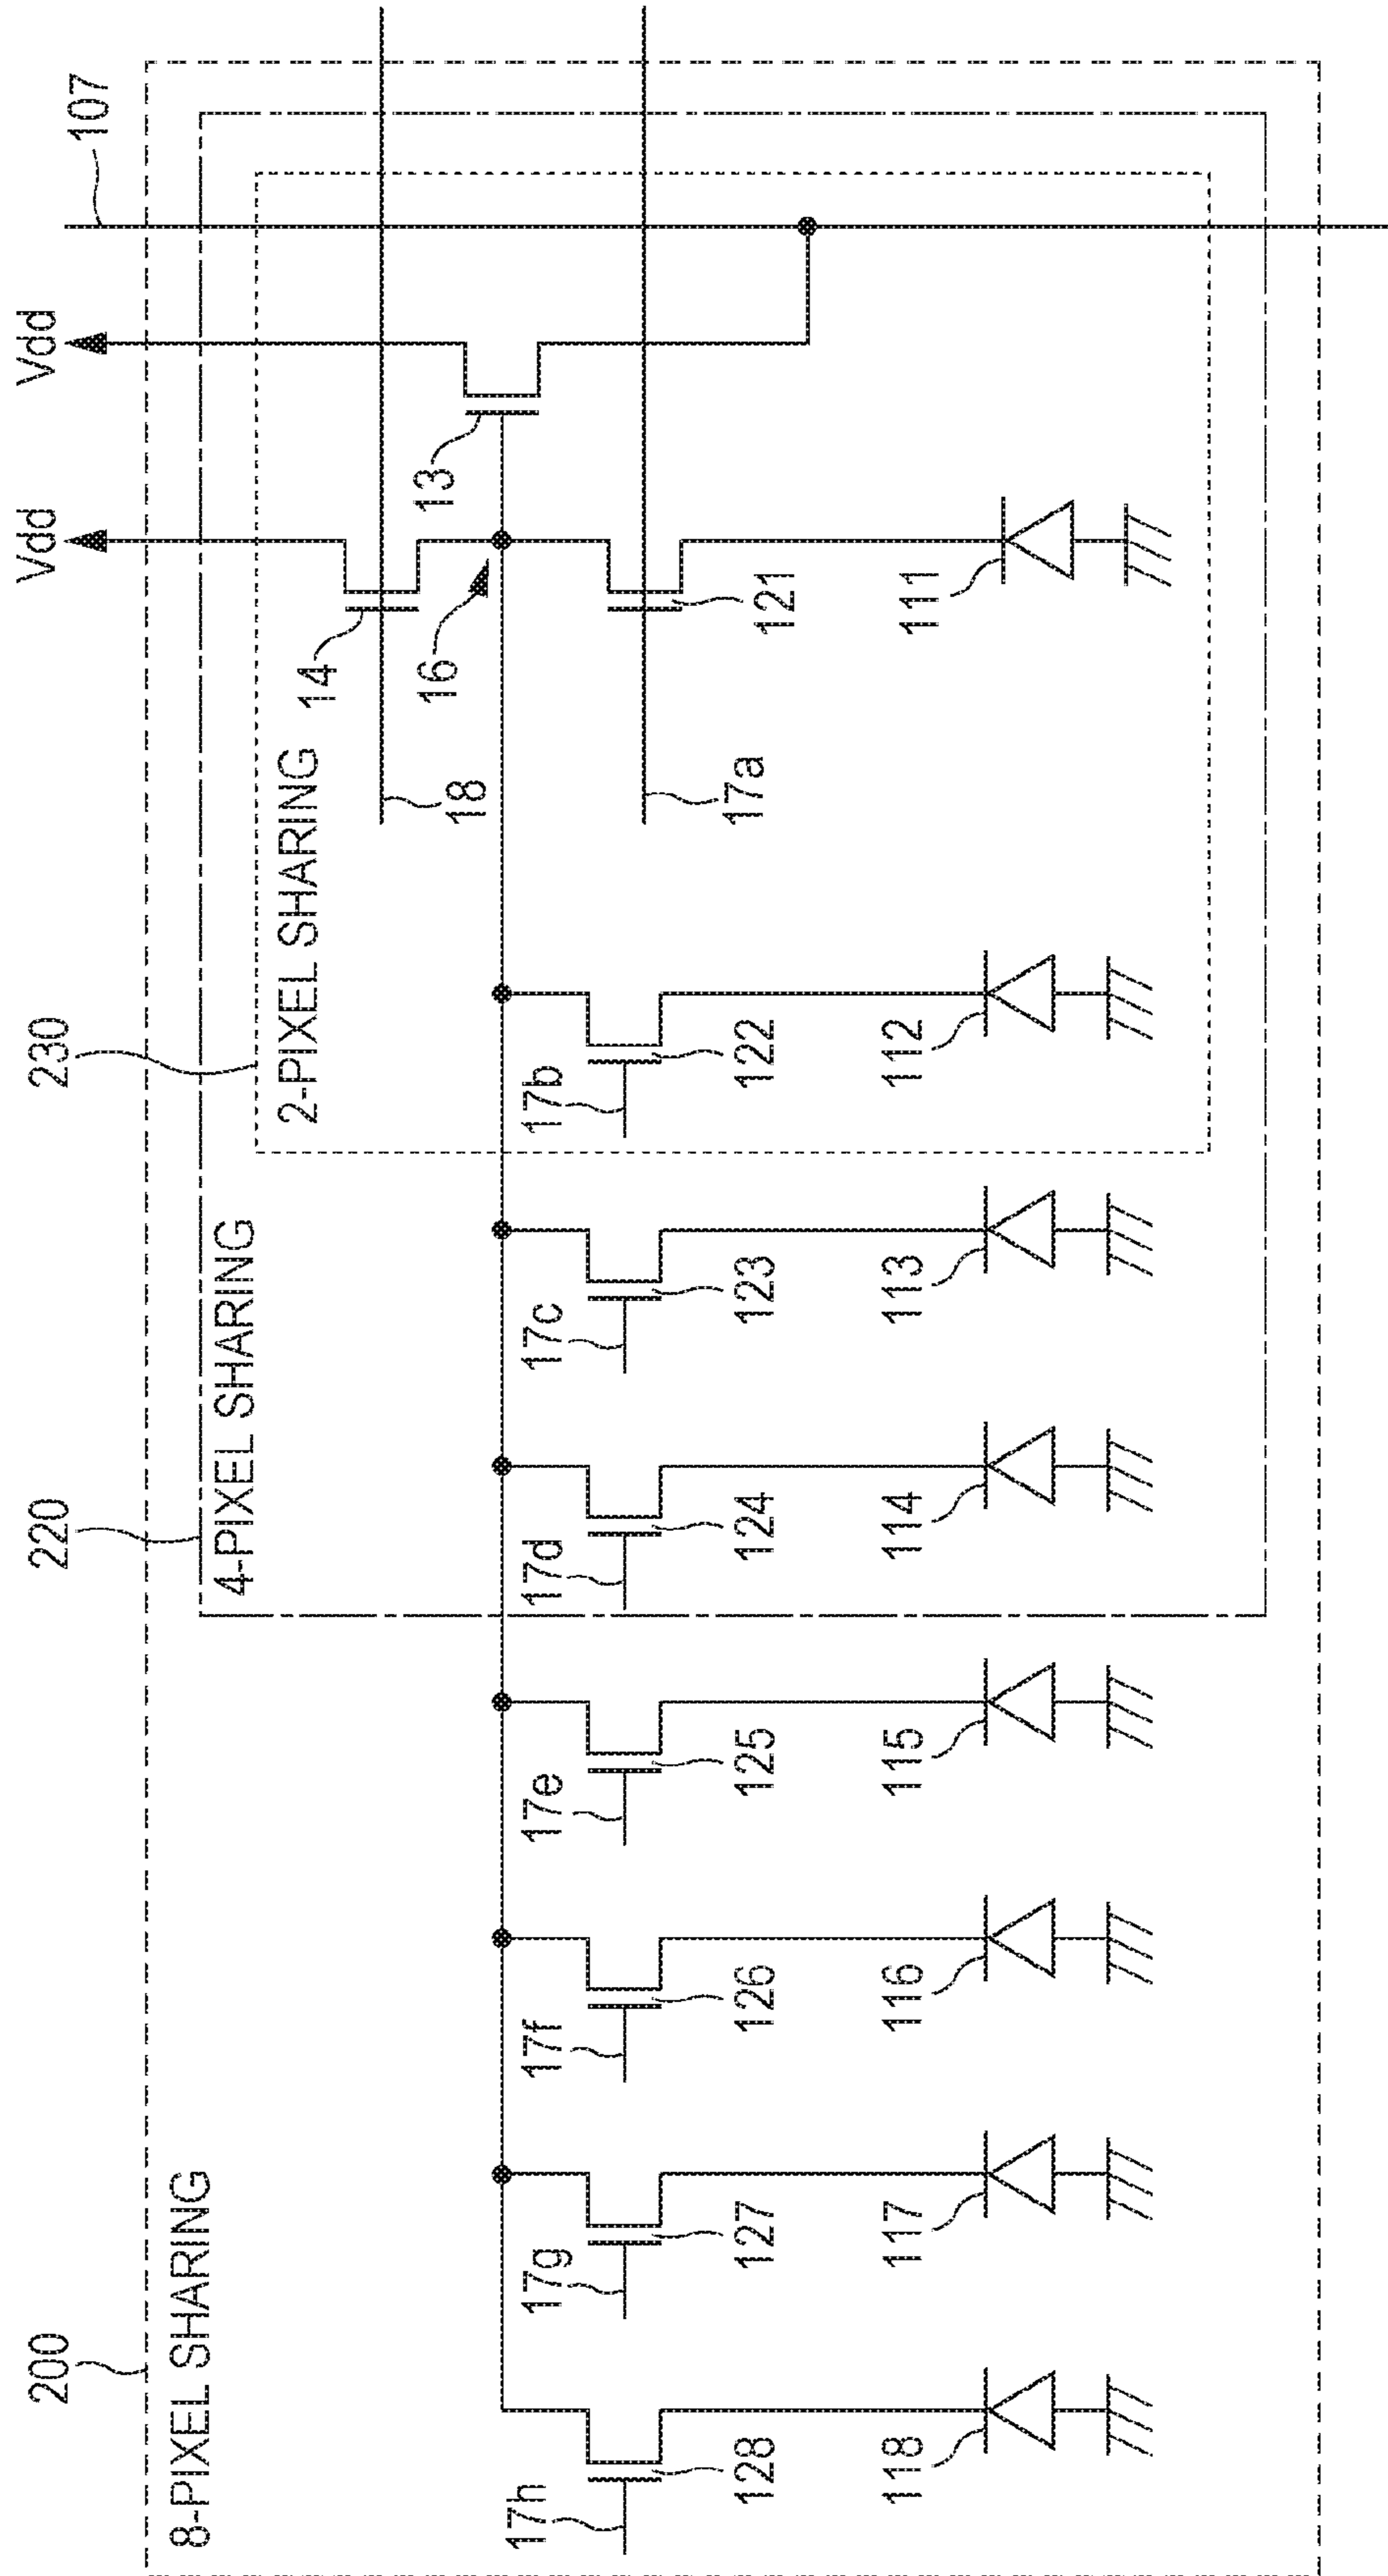 200
220
230
Vdd
Vdd
107
8-PIXEL SHARING
4-PIXEL SHARING
2-PIXEL SHARING
14
13
18
16
17h
17g
17f
17e
17d
17c
17b
17a
128
127
126
125
124
123
122
121
118
117
116
115
114
113
112
111